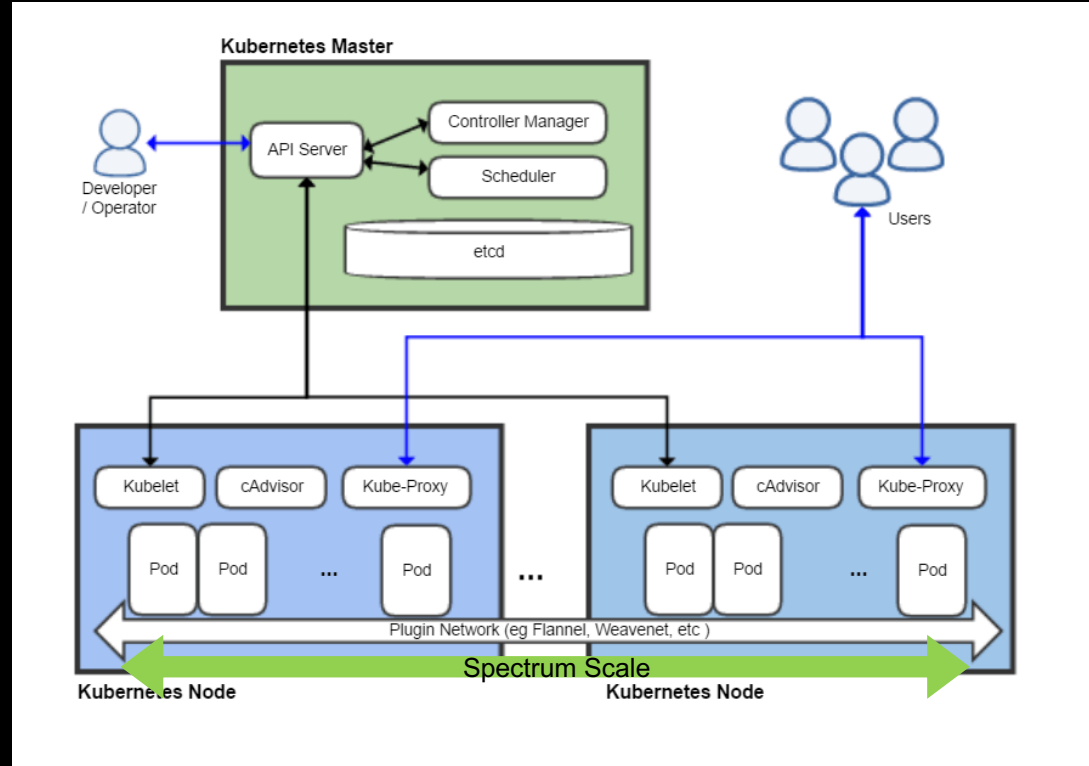 Kubernetes Master
API Server
Controller Manager
Scheduler
etcd
Developer
/ Operator
Users
Kubelet
cAdvisor
Kube-Proxy
Pod
Pod
...
Pod
...
Kubelet
cAdvisor
Kube-Proxy
Pod
Pod
...
Pod
Plugin Network (eg Flannel, Weavenet, etc )
Spectrum Scale
Kubernetes Node
Kubernetes Node